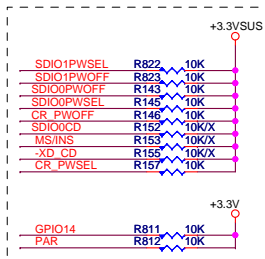 +3.3VSUS
SDIO1PWSEL R822 10K
SDIO1PWOFF R823 10K
SDIO0PWOFF R143 10K
SDIO0PWSEL R145 10K
CR_PWOFF R146 10K
SDIO0CD R152 10K/X
MS/INS R153 10K/X
-XD_CD R155 10K/X
CR_PWSEL R157 10K
+3.3V
GPIO14 R811 10K
PAR R812 10K